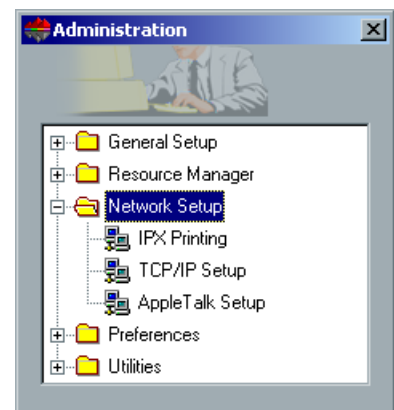 Administration
General Setup
Resource Manager
Network Setup
IPX Printing
TCP/IP Setup
AppleTalk Setup
Preferences
Utilities